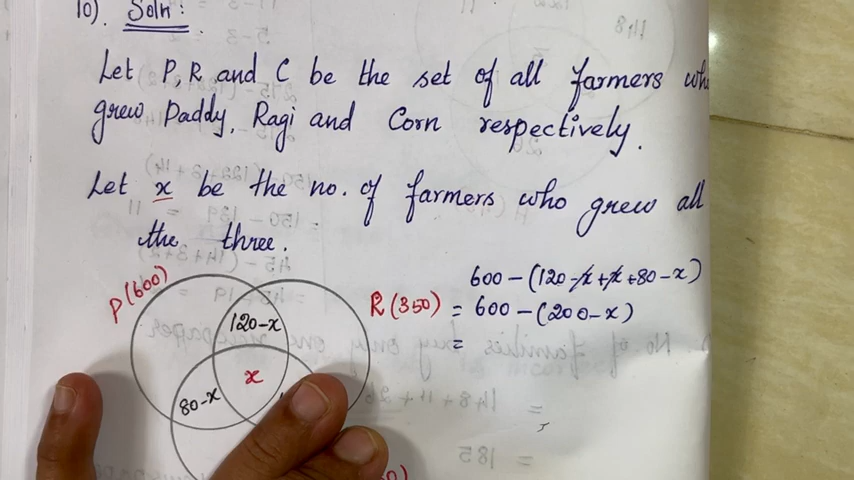 10). Soln:
Let P, R and C be the set of all farmers
grew Paddy, Ragi and Corn respectively.
Let x be the no. of farmers who grew all
the three.
P(600)
R(350)
120-x
x
80-x
600-(120-x+x+80-x)
= 600-(200-x)
=